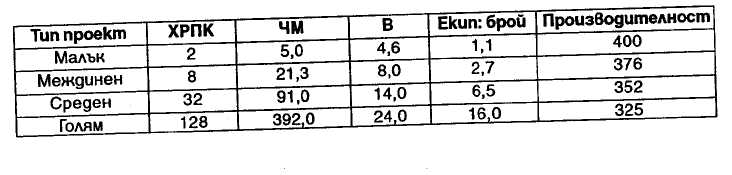 Тип проект ХРПК ЧМ В Екип: брой Производителност
Малък 2 5,0 4,6 1,1 400
Междинен 8 21,3 8,0 2,7 376
Среден 32 91,0 14,0 6,5 352
Голям 128 392,0 24,0 16,0 325